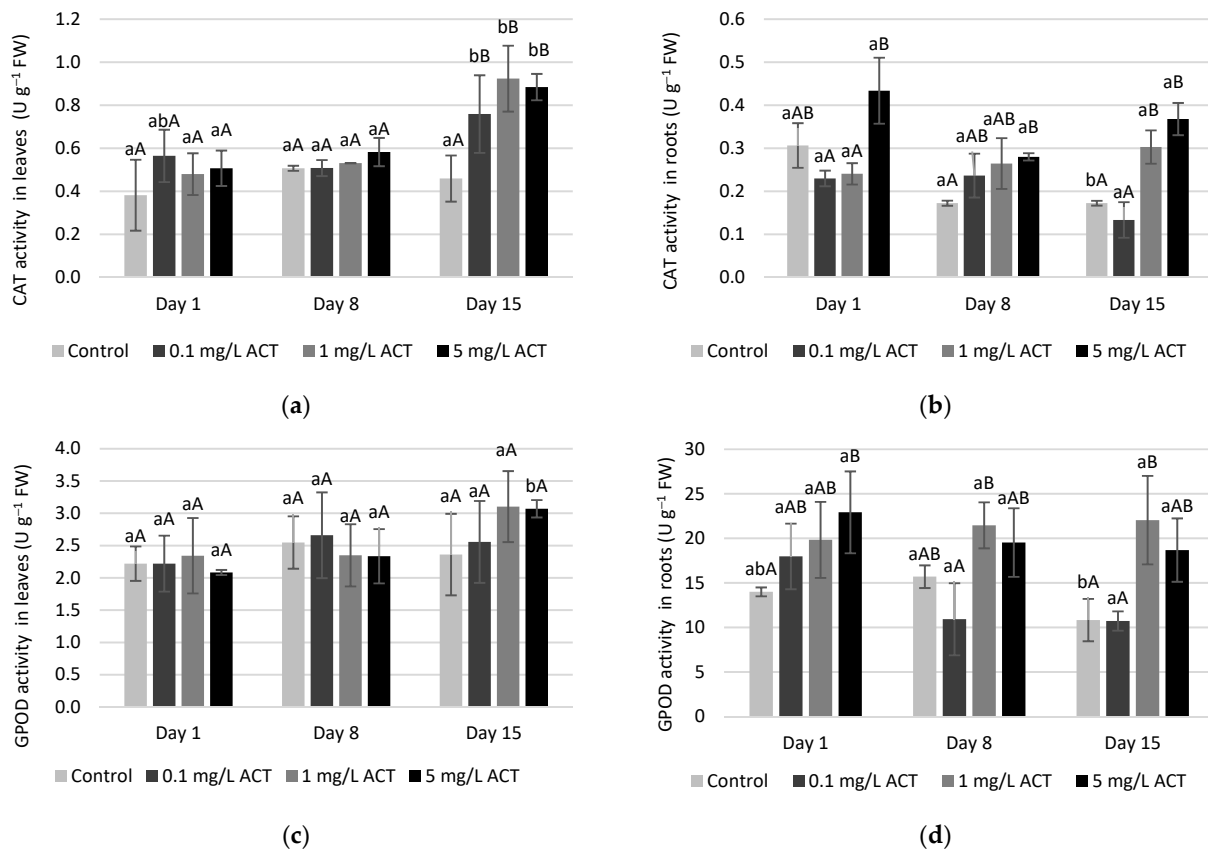 CAT activity in leaves (U g⁻¹ FW)
1.2
1.0
0.8
0.6
0.4
0.2
0.0
aA abA aA aA
aA aA aA aA
aA bB bB bB
Day 1 Day 8 Day 15
Control 0.1 mg/L ACT 1 mg/L ACT 5 mg/L ACT
(a)
CAT activity in roots (U g⁻¹ FW)
0.6
0.5
0.4
0.3
0.2
0.1
0.0
aAB aA aA aB
aA aAB aAB aB
bA aA aB aB
Day 1 Day 8 Day 15
Control 0.1 mg/L ACT 1 mg/L ACT 5 mg/L ACT
(b)
GPOD activity in leaves (U g⁻¹ FW)
4.0
3.5
3.0
2.5
2.0
1.5
1.0
0.5
0.0
aA aA aA aA
aA aA aA aA
aA aA aA bA
Day 1 Day 8 Day 15
Control 0.1 mg/L ACT 1 mg/L ACT 5 mg/L ACT
(c)
GPOD activity in roots (U g⁻¹ FW)
30
25
20
15
10
5
0
abA aAB aAB aB
aAB aA aB aAB
bA aA aB aAB
Day 1 Day 8 Day 15
Control 0.1 mg/L ACT 1 mg/L ACT 5 mg/L ACT
(d)